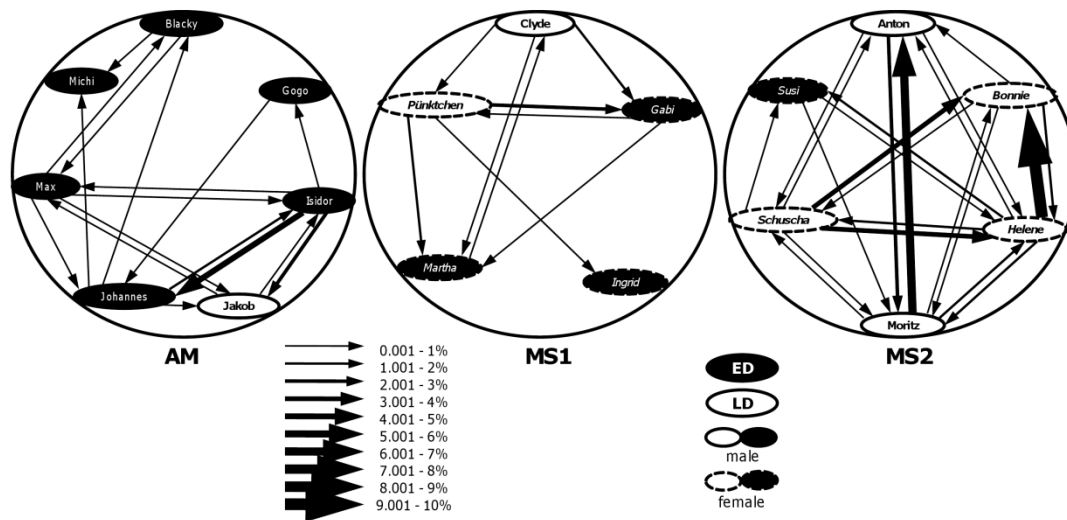 Blacky
Michi
Gogo
Max
Isidor
Johannes
Jakob
AM
Clyde
Pünktchen
Gabi
Martha
Ingrid
MS1
Anton
Susi
Bonnie
Schuscha
Helene
Moritz
MS2
0.001 - 1%
1.001 - 2%
2.001 - 3%
3.001 - 4%
4.001 - 5%
5.001 - 6%
6.001 - 7%
7.001 - 8%
8.001 - 9%
9.001 - 10%
ED
LD
male
female